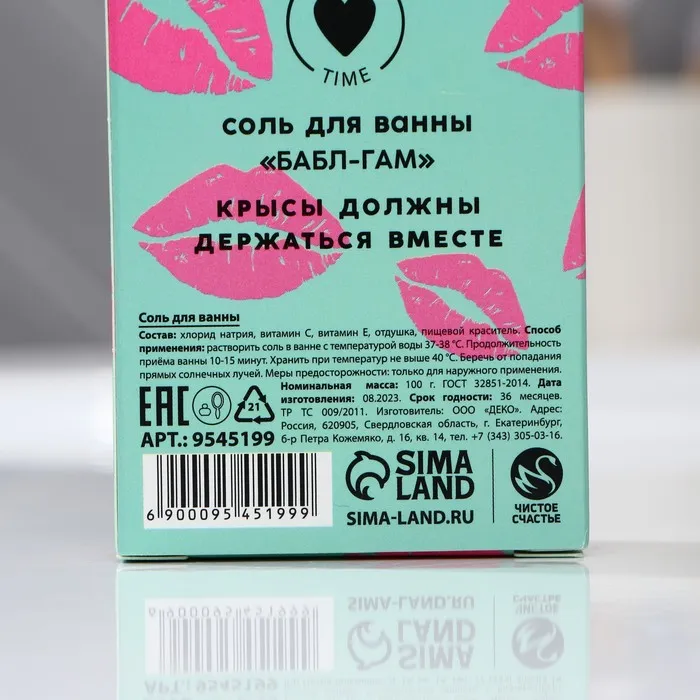 TIME
СОЛЬ ДЛЯ ВАННЫ
«БАБЛ-ГАМ»
КРЫСЫ ДОЛЖНЫ
ДЕРЖАТЬСЯ ВМЕСТЕ
Соль для ванны
Состав: хлорид натрия, витамин С, витамин Е, отдушка, пищевой краситель. Способ
применения: растворить соль в ванне с температурой воды 37-38 °С. Продолжительность
приёма ванны 10-15 минут. Хранить при температур не выше 40 °С. Беречь от попадания
прямых солнечных лучей. Меры предосторожности: только для наружного применения.
Номинальная масса: 100 г. ГОСТ 32851-2014. Дата
изготовления: 08.2023. Срок годности: 36 месяцев.
ТР ТС 009/2011. Изготовитель: ООО «ДЕКО». Адрес:
Россия, 620905, Свердловская область, г. Екатеринбург,
б-р Петра Кожемяко, д. 16, кв. 14, тел. +7 (343) 305-03-16.
EAC
21
АРТ.: 9545199
6 900095 451999
SIMA
LAND
SIMA-LAND.RU
ЧИСТОЕ
СЧАСТЬЕ